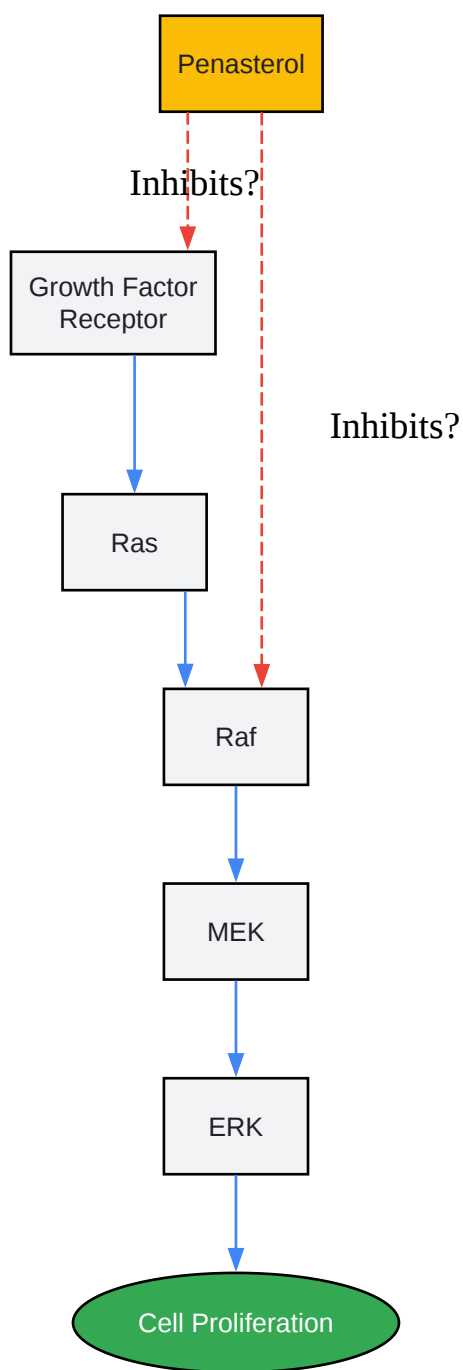 Penasterol
Inhibits?
Growth Factor
Receptor
Inhibits?
Ras
Raf
MEK
ERK
Cell Proliferation